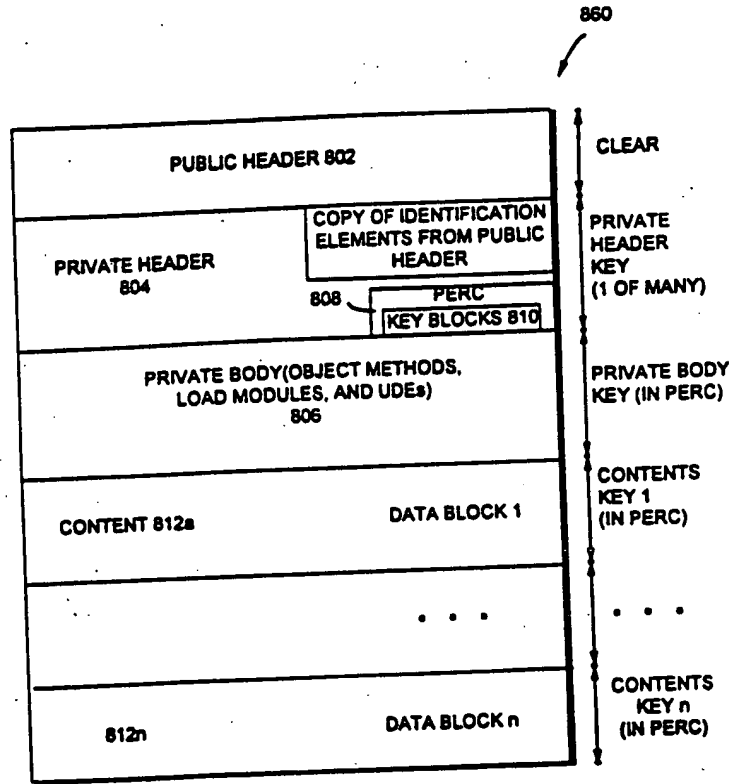 860
PUBLIC HEADER 802
CLEAR
COPY OF IDENTIFICATION
ELEMENTS FROM PUBLIC
HEADER
PRIVATE HEADER
804
808
PERC
KEY BLOCKS 810
PRIVATE
HEADER
KEY
(1 OF MANY)
PRIVATE BODY(OBJECT METHODS,
LOAD MODULES, AND UDEs)
806
PRIVATE BODY
KEY (IN PERC)
CONTENT 812a
DATA BLOCK 1
CONTENTS
KEY 1
(IN PERC)
• • •
• • •
812n
DATA BLOCK n
CONTENTS
KEY n
(IN PERC)